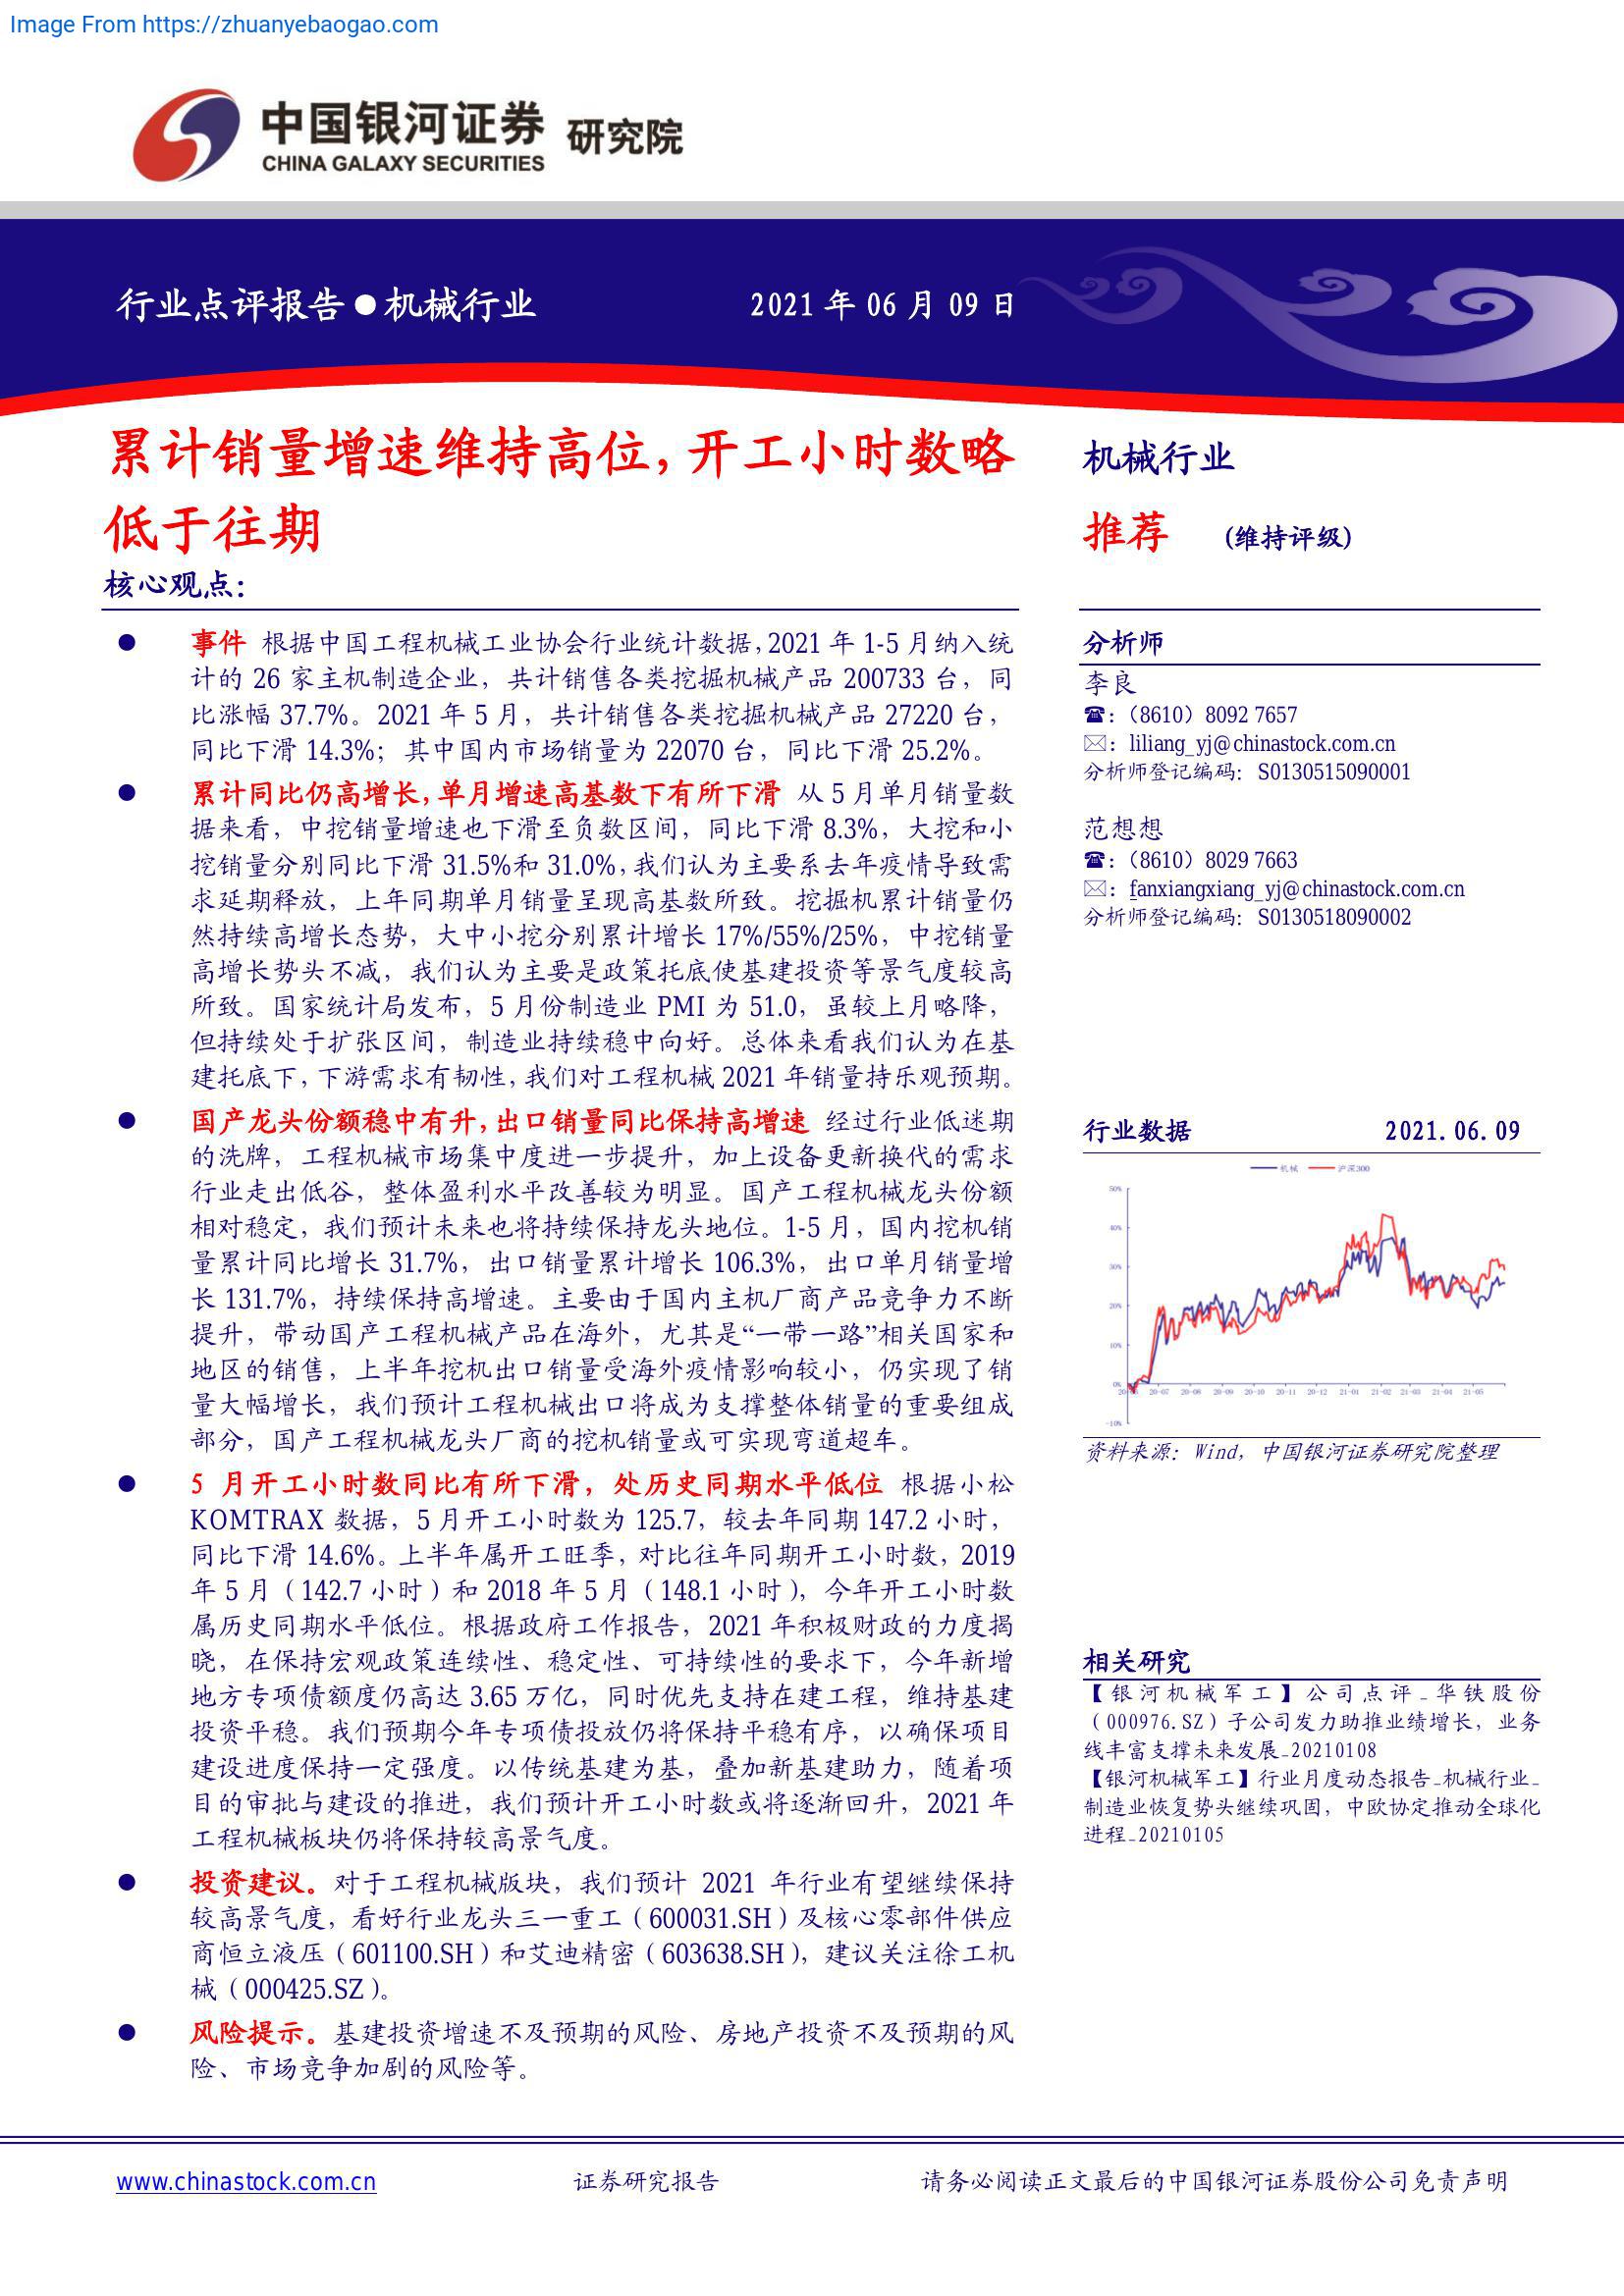 Image From https://zhuanyebaogao.com
中国银河证券 研究院
CHINA GALAXY SECURITIES
行业点评报告●机械行业
2021 年 06 月 09 日
累计销量增速维持高位，开工小时数略
低于往期
核心观点：
● 事件 根据中国工程机械工业协会行业统计数据，2021 年 1-5 月纳入统
计的 26 家主机制造企业，共计销售各类挖掘机械产品 200733 台，同
比涨幅 37.7%。2021 年 5 月，共计销售各类挖掘机械产品 27220 台，
同比下滑 14.3%；其中国内市场销量为 22070 台，同比下滑 25.2%。
● 累计同比仍高增长，单月增速高基数下有所下滑 从 5 月单月销量数
据来看，中挖销量增速也下滑至负数区间，同比下滑 8.3%，大挖和小
挖销量分别同比下滑 31.5%和 31.0%，我们认为主要系去年疫情导致需
求延期释放，上年同期单月销量呈现高基数所致。挖掘机累计销量仍
然持续高增长态势，大中小挖分别累计增长 17%/55%/25%，中挖销量
高增长势头不减，我们认为主要是政策托底使基建投资等景气度较高
所致。国家统计局发布，5 月份制造业 PMI 为 51.0，虽较上月略降，
但持续处于扩张区间，制造业持续稳中向好。总体来看我们认为在基
建托底下，下游需求有韧性，我们对工程机械 2021 年销量持乐观预期。
● 国产龙头份额稳中有升，出口销量同比保持高增速 经过行业低迷期
的洗牌，工程机械市场集中度进一步提升，加上设备更新换代的需求
行业走出低谷，整体盈利水平改善较为明显。国产工程机械龙头份额
相对稳定，我们预计未来也将持续保持龙头地位。1-5 月，国内挖机销
量累计同比增长 31.7%，出口销量累计增长 106.3%，出口单月销量增
长 131.7%，持续保持高增速。主要由于国内主机厂商产品竞争力不断
提升，带动国产工程机械产品在海外，尤其是“一带一路”相关国家和
地区的销售，上半年挖机出口销量受海外疫情影响较小，仍实现了销
量大幅增长，我们预计工程机械出口将成为支撑整体销量的重要组成
部分，国产工程机械龙头厂商的挖机销量或可实现弯道超车。
● 5 月开工小时数同比有所下滑，处历史同期水平低位 根据小松
KOMTRAX 数据，5 月开工小时数为 125.7，较去年同期 147.2 小时，
同比下滑 14.6%。上半年属开工旺季，对比往年同期开工小时数，2019
年 5 月（142.7 小时）和 2018 年 5 月（148.1 小时），今年开工小时数
属历史同期水平低位。根据政府工作报告，2021 年积极财政的力度揭
晓，在保持宏观政策连续性、稳定性、可持续性的要求下，今年新增
地方专项债额度仍高达 3.65 万亿，同时优先支持在建工程，维持基建
投资平稳。我们预期今年专项债投放仍将保持平稳有序，以确保项目
建设进度保持一定强度。以传统基建为基，叠加新基建助力，随着项
目的审批与建设的推进，我们预计开工小时数或将逐渐回升，2021 年
工程机械板块仍将保持较高景气度。
● 投资建议。对于工程机械版块，我们预计 2021 年行业有望继续保持
较高景气度，看好行业龙头三一重工（600031.SH）及核心零部件供应
商恒立液压（601100.SH）和艾迪精密（603638.SH），建议关注徐工机
械（000425.SZ）。
● 风险提示。基建投资增速不及预期的风险、房地产投资不及预期的风
险、市场竞争加剧的风险等。
机械行业
推荐 （维持评级）
分析师
李良
☎：（8610）8092 7657
✉：liliang_yj@chinastock.com.cn
分析师登记编码：S0130515090001
范想想
☎：（8610）8029 7663
✉：fanxiangxiang_yj@chinastock.com.cn
分析师登记编码：S0130518090002
行业数据 2021.06.09
机械 沪深300
50%
40%
30%
20%
10%
0%
-10%
20-07 20-08 20-09 20-10 20-11 20-12 21-01 21-02 21-03 21-04 21-05
资料来源：Wind，中国银河证券研究院整理
相关研究
【银河机械军工】公司点评_华铁股份
（000976.SZ）子公司发力助推业绩增长，业务
线丰富支撑未来发展_20210108
【银河机械军工】行业月度动态报告_机械行业_
制造业恢复势头继续巩固，中欧协定推动全球化
进程_20210105
www.chinastock.com.cn
证券研究报告
请务必阅读正文最后的中国银河证券股份公司免责声明